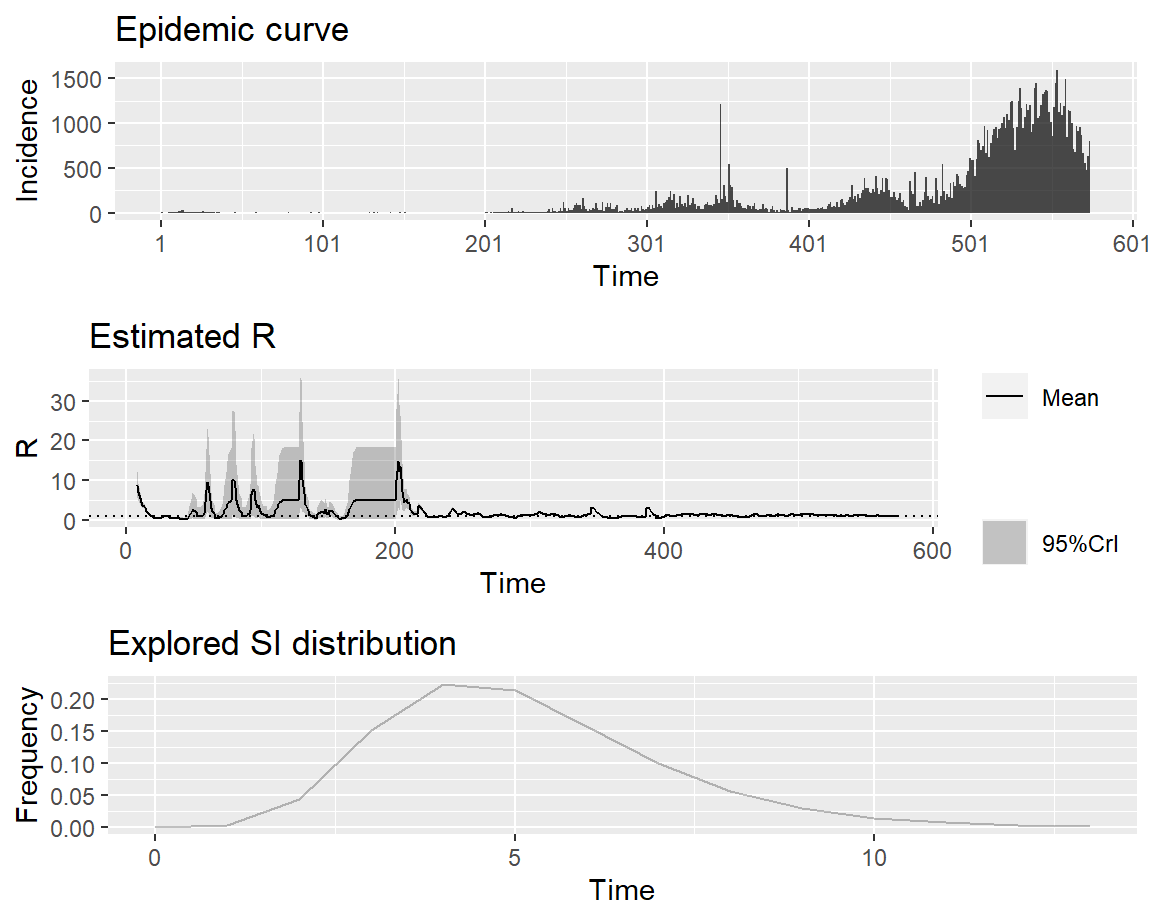 Epidemic curve
Incidence
1500
1000
500
0
1 101 201 301 401 501 601
Time
Estimated R
R
30
20
10
0
0 200 400 600
Time
Mean
95%CrI
Explored SI distribution
Frequency
0.20
0.15
0.10
0.05
0.00
0 5 10
Time